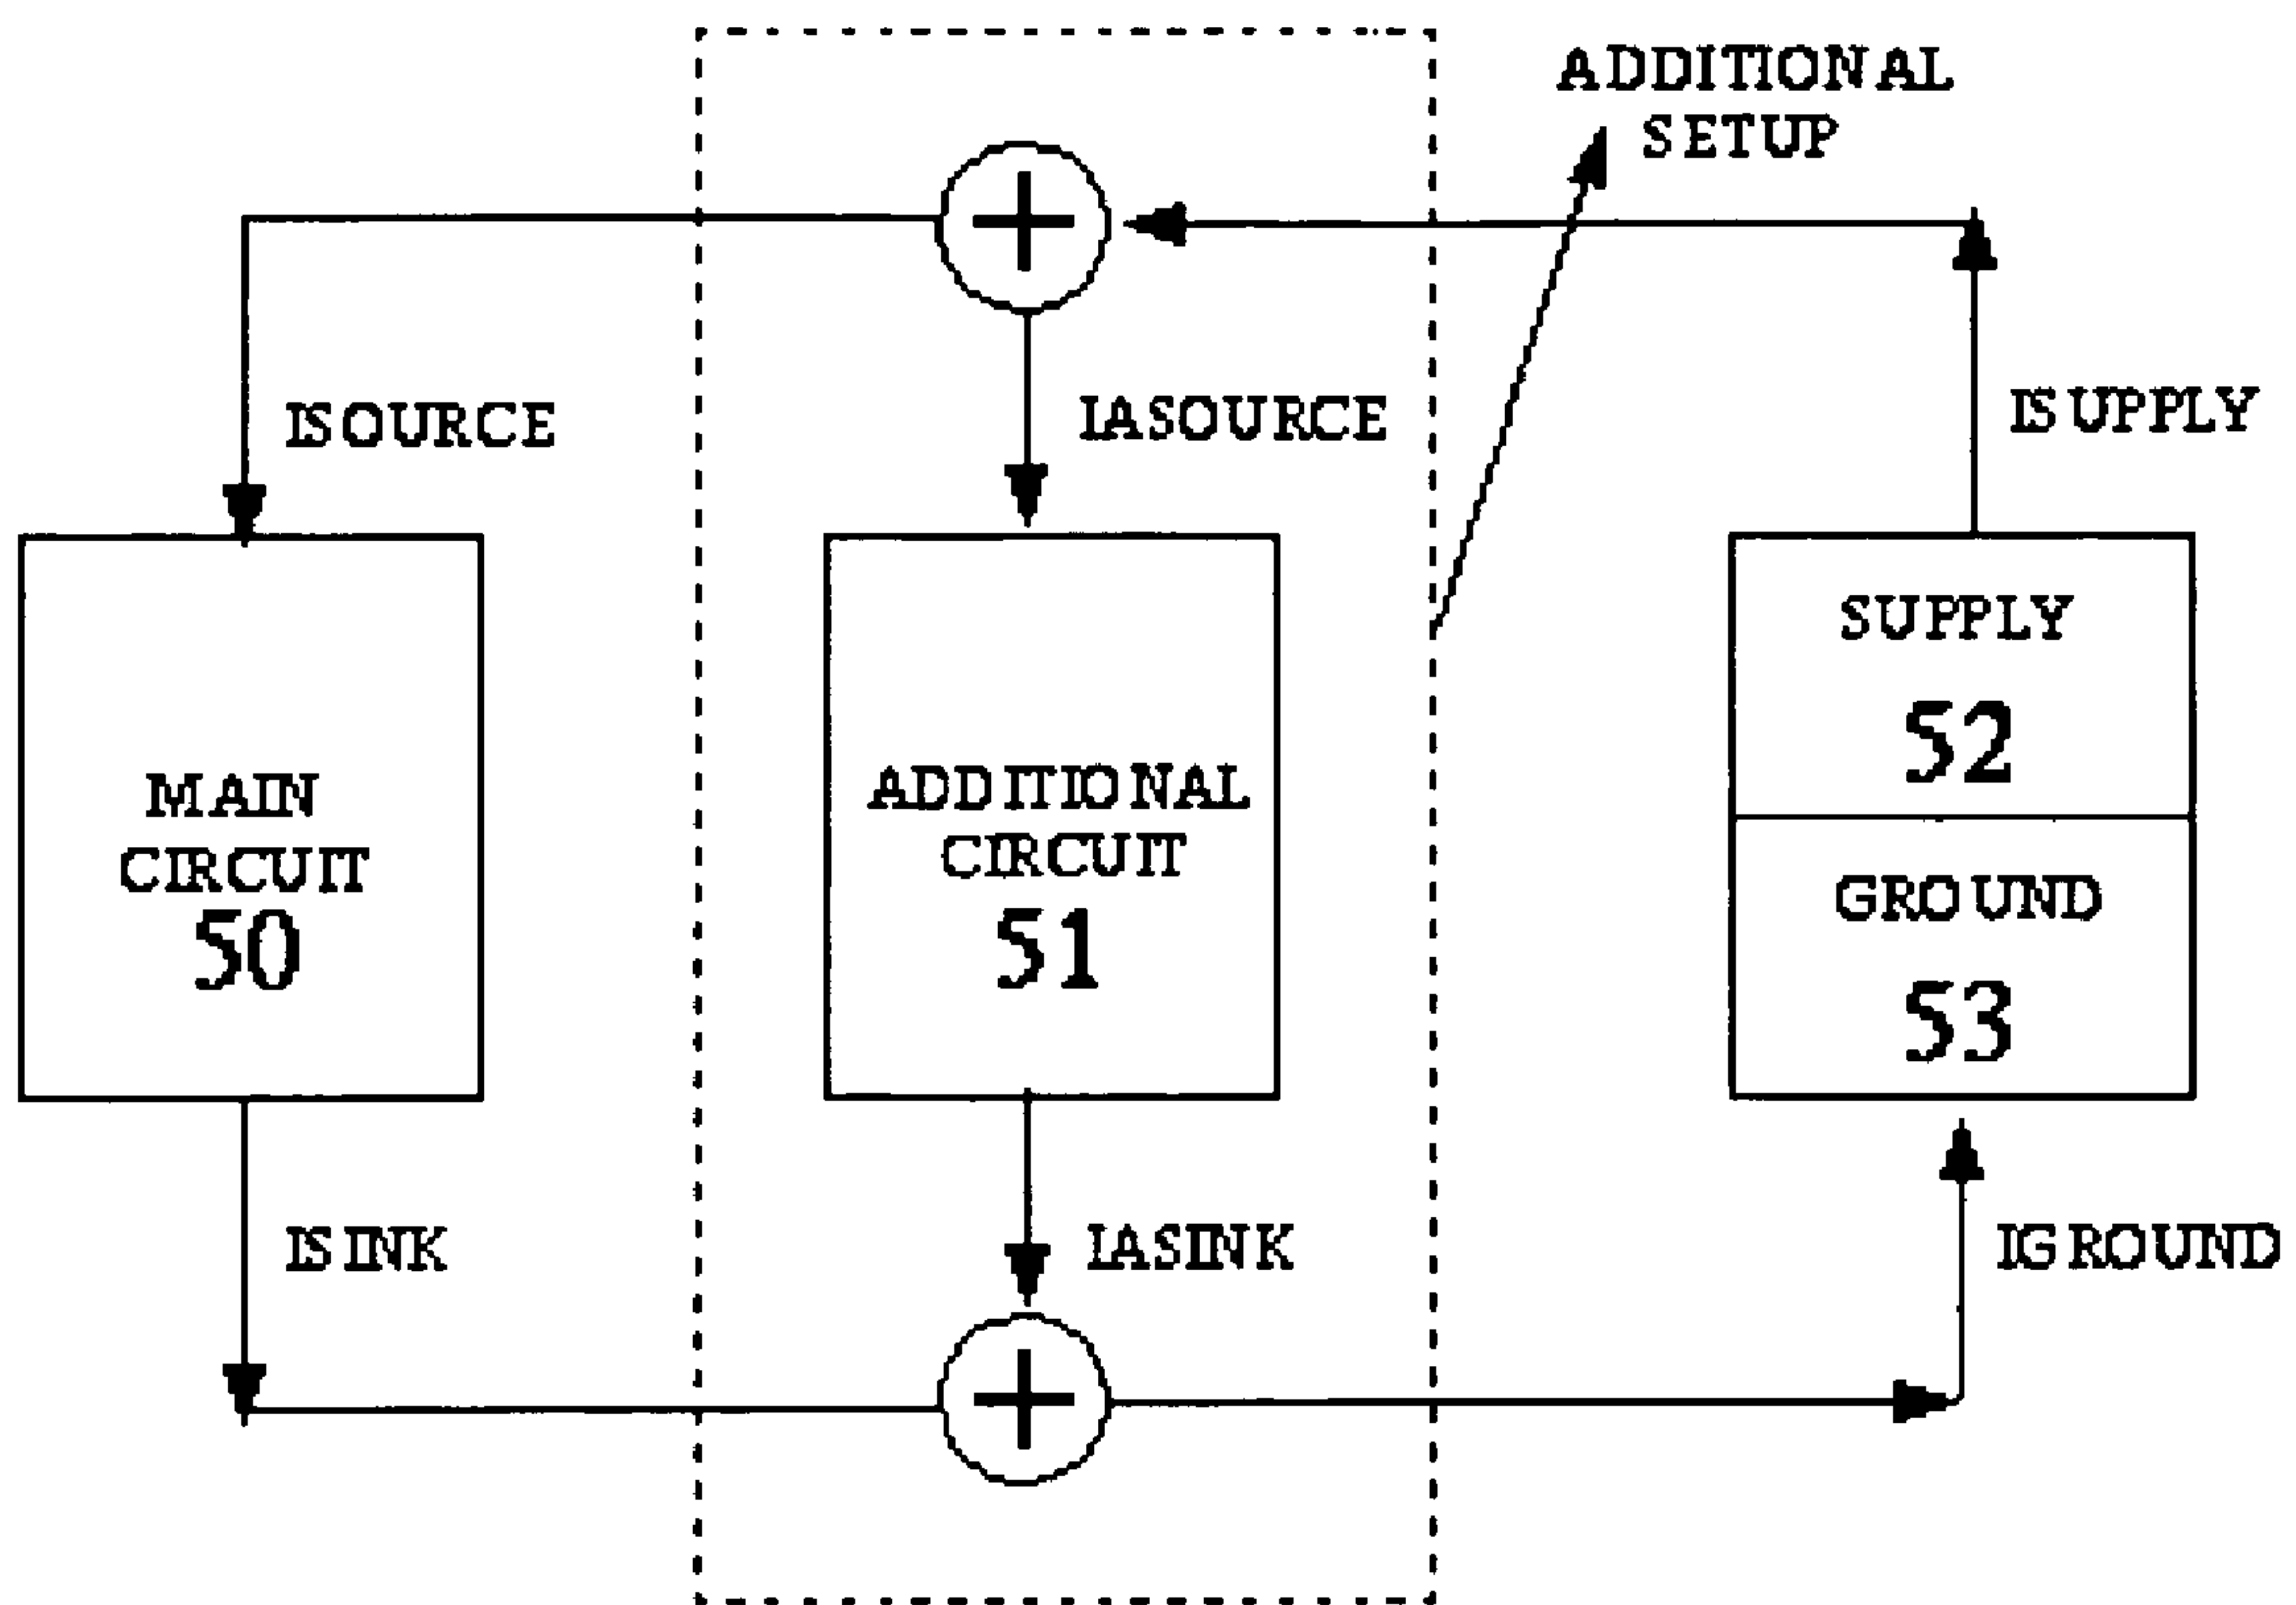 ADDITIONAL
SETUP
ISOURCE
IASOURCE
ISUPPLY
MAIN
CIRCUIT
50
ADDITIONAL
CIRCUIT
51
SUPPLY
52
GROUND
53
ISINK
IASINK
IGROUND